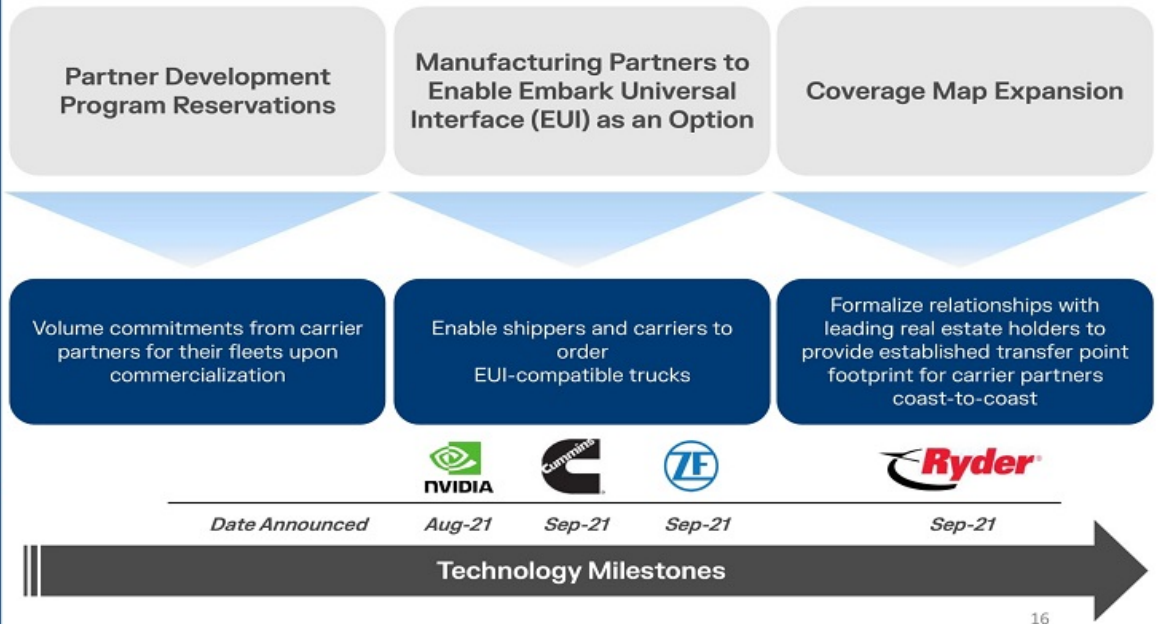 Partner Development
Program Reservations
Manufacturing Partners to
Enable Embark Universal
Interface (EUI) as an Option
Coverage Map Expansion
Volume commitments from carrier
partners for their fleets upon
commercialization
Enable shippers and carriers to
order
EUI-compatible trucks
Formalize relationships with
leading real estate holders to
provide established transfer point
footprint for carrier partners
coast-to-coast
NVIDIA
Cummins
ZF
Ryder
Date Announced Aug-21 Sep-21 Sep-21 Sep-21
Technology Milestones
16